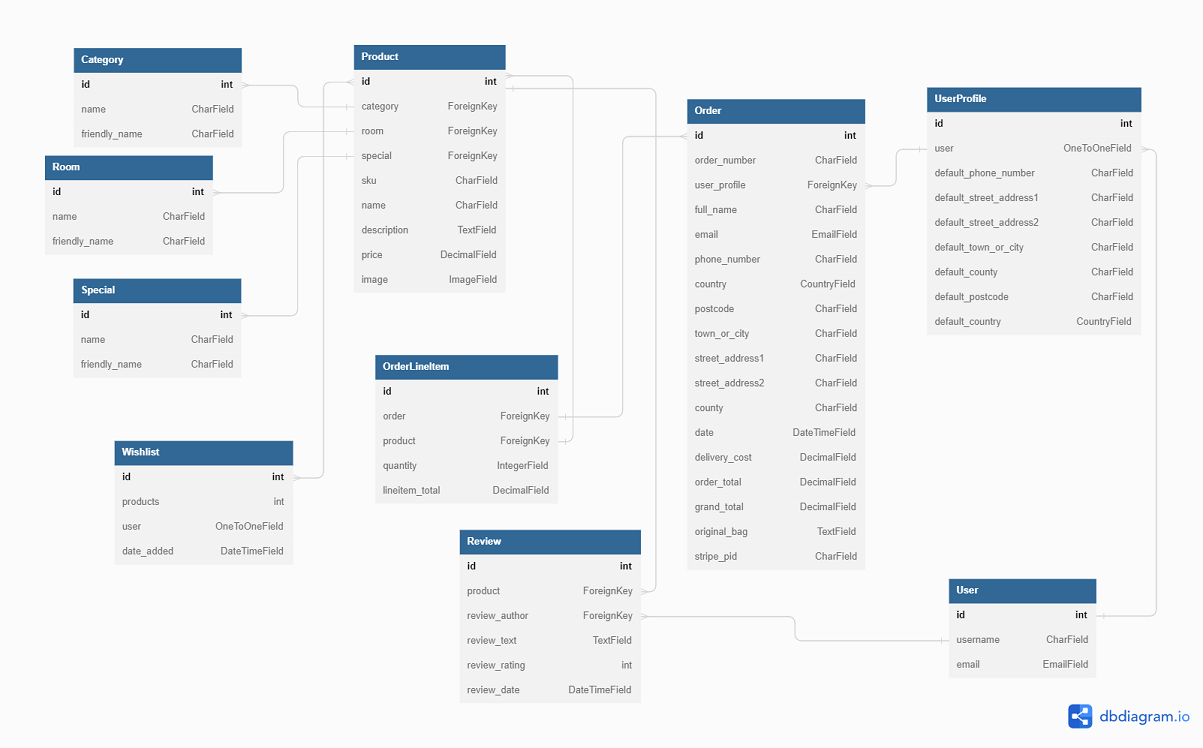 Category
id int
name CharField
friendly_name CharField
Room
id int
name CharField
friendly_name CharField
Special
id int
name CharField
friendly_name CharField
Wishlist
id int
products int
user OneToOneField
date_added DateTimeField
Product
id int
category ForeignKey
room ForeignKey
special ForeignKey
sku CharField
name CharField
description TextField
price DecimalField
image ImageField
OrderLineItem
id int
order ForeignKey
product ForeignKey
quantity IntegerField
lineitem_total DecimalField
Review
id int
product ForeignKey
review_author ForeignKey
review_text TextField
review_rating int
review_date DateTimeField
Order
id int
order_number CharField
user_profile ForeignKey
full_name CharField
email EmailField
phone_number CharField
country CountryField
postcode CharField
town_or_city CharField
street_address1 CharField
street_address2 CharField
county CharField
date DateTimeField
delivery_cost DecimalField
order_total DecimalField
grand_total DecimalField
original_bag TextField
stripe_pid CharField
UserProfile
id int
user OneToOneField
default_phone_number CharField
default_street_address1 CharField
default_street_address2 CharField
default_town_or_city CharField
default_county CharField
default_postcode CharField
default_country CountryField
User
id int
username CharField
email EmailField
dbdiagram.io